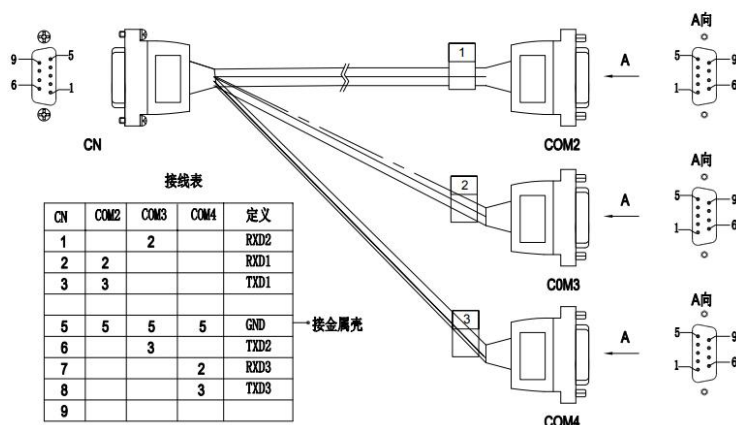 A向
9 5
6 1
CN
1
A
5 9
1 6
COM2
A向
2
A
5 9
1 6
COM3
A向
3
A
5 9
1 6
COM4
接线表
CN COM2 COM3 COM4 定义
1 2 RXD2
2 2 RXD1
3 3 TXD1
5 5 5 5 GND 接金属壳
6 3 TXD2
7 2 RXD3
8 3 TXD3
9